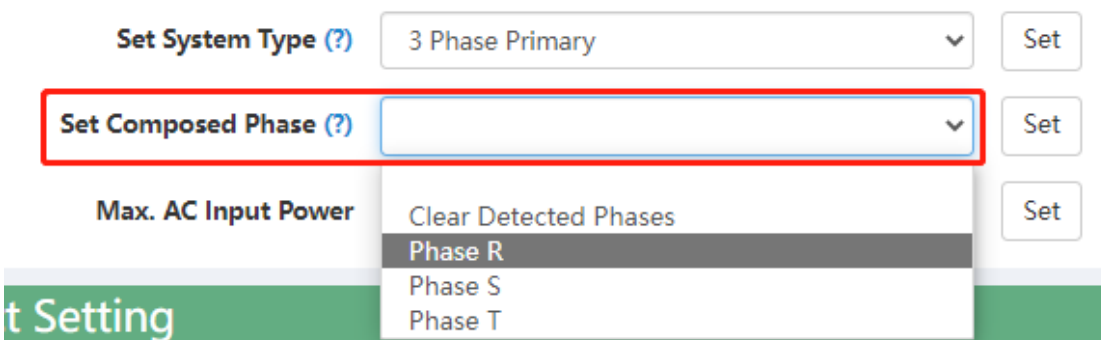 Set System Type (?) 3 Phase Primary Set
Set Composed Phase (?) Set
Max. AC Input Power Set
Clear Detected Phases
Phase R
Phase S
Phase T
t Setting